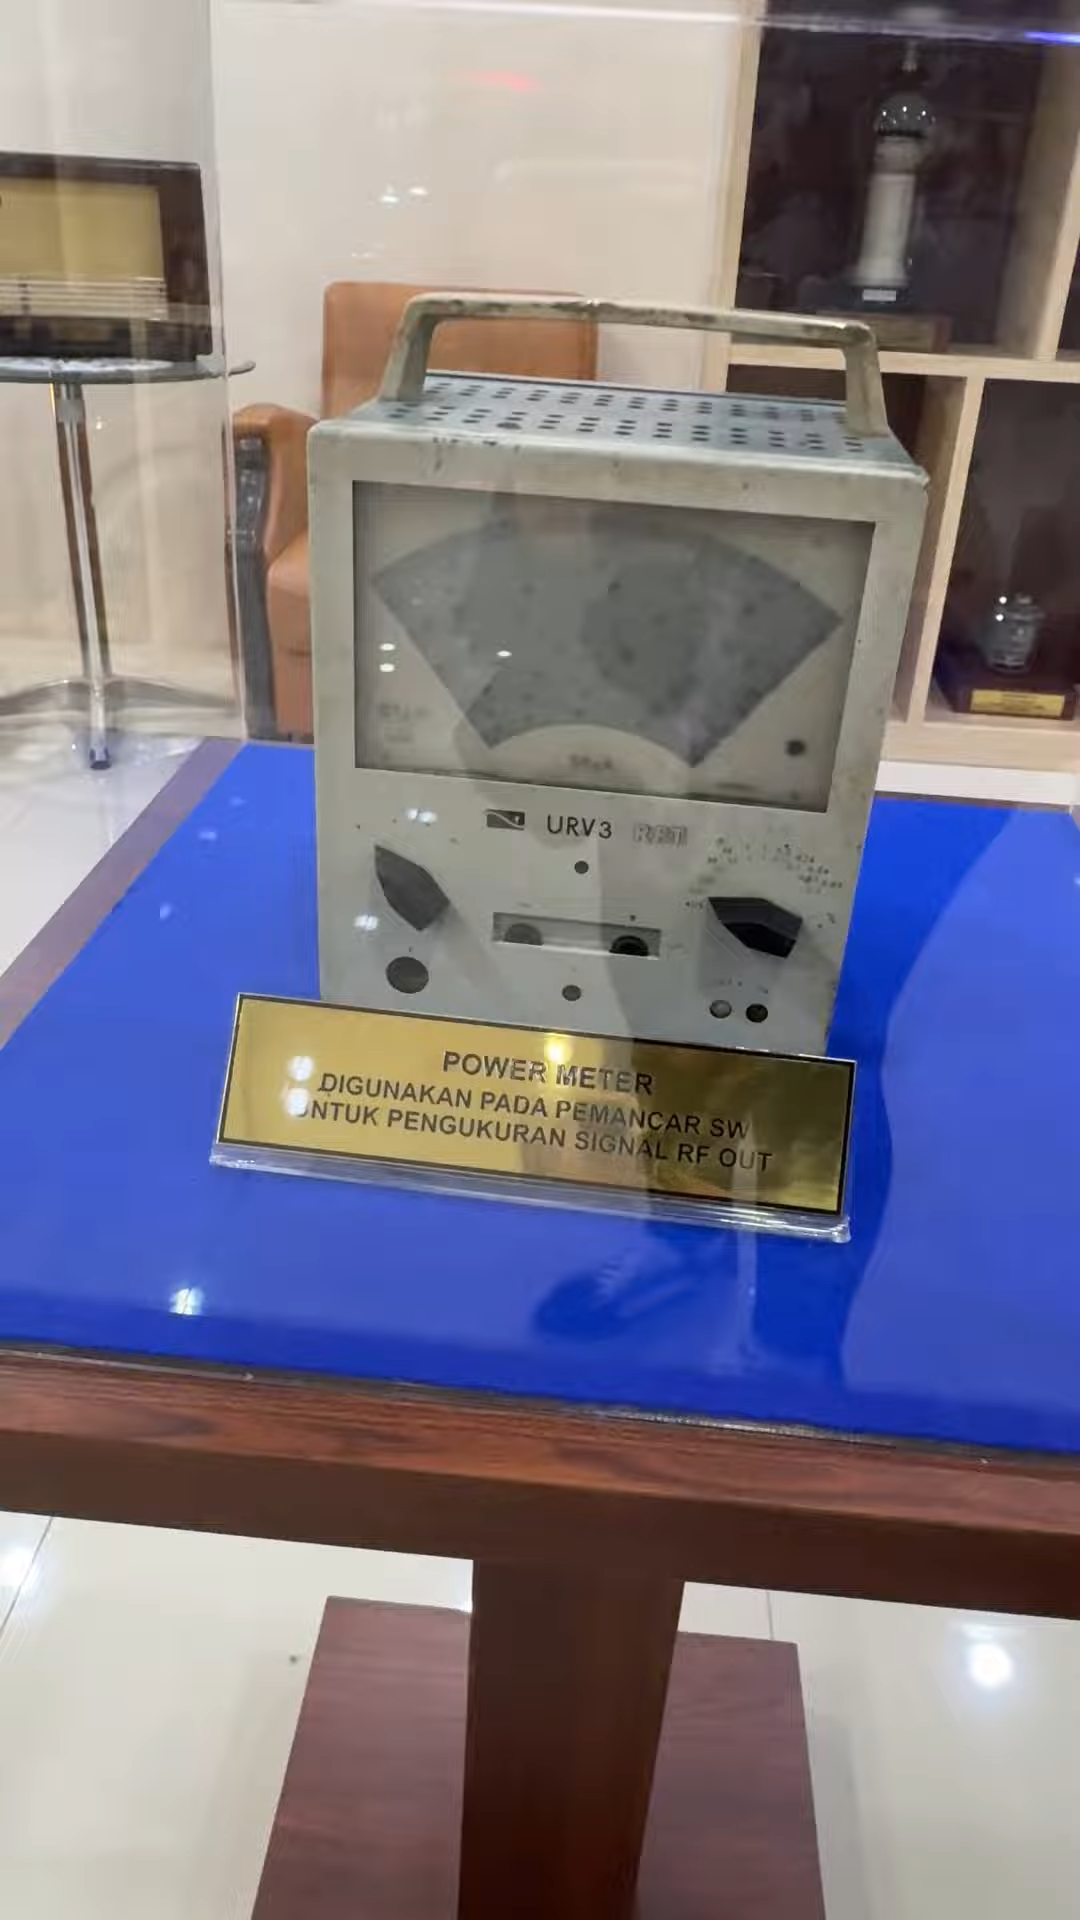 URV3
POWER METER
DIGUNAKAN PADA PEMANCAR SW
UNTUK PENGUKURAN SIGNAL RF OUT